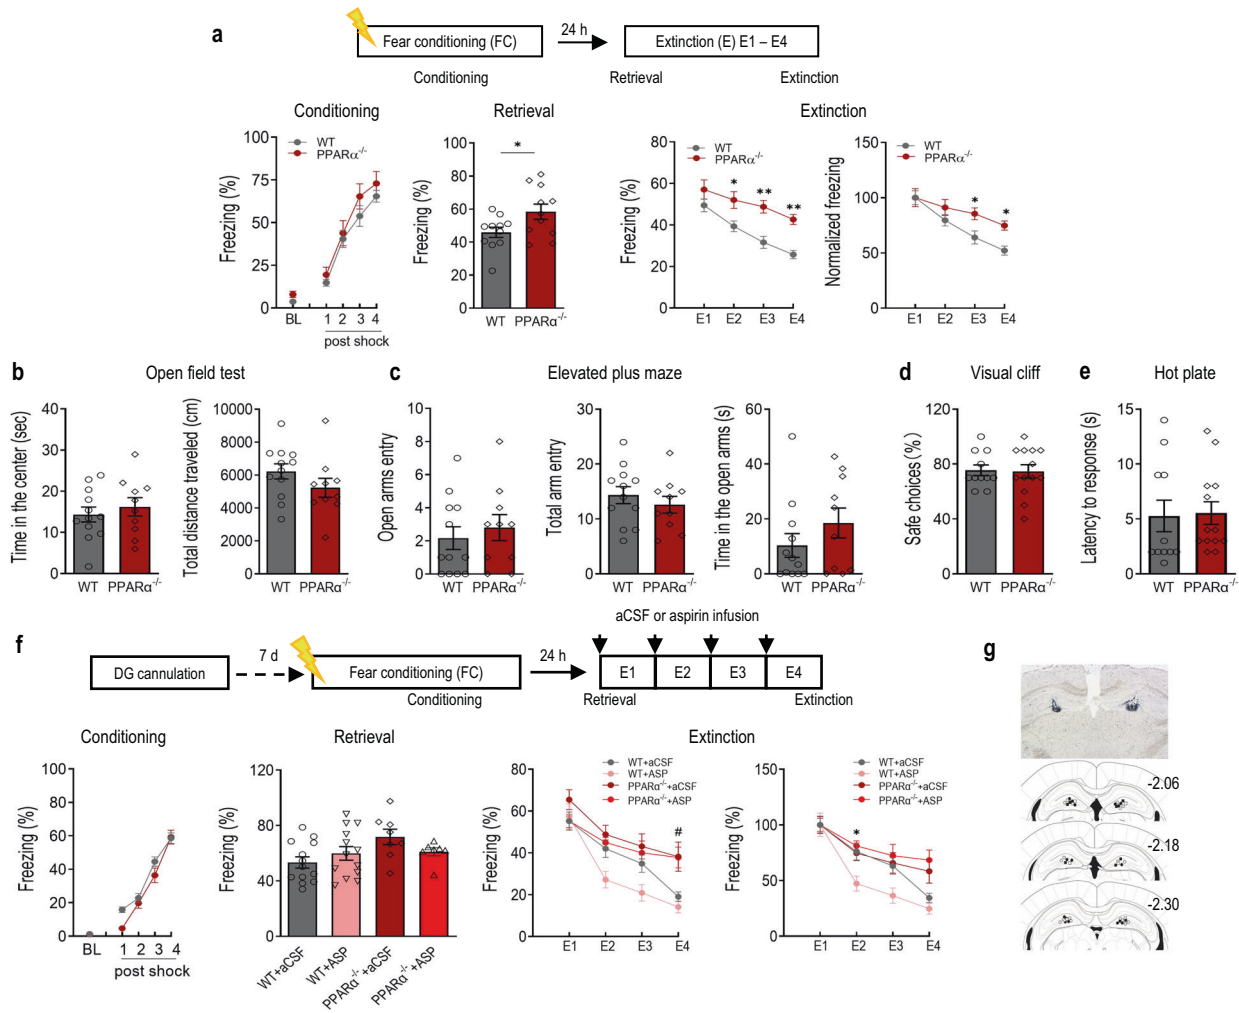 a
Fear conditioning (FC)
24 h
Extinction (E) E1 – E4
Conditioning
Retrieval
Extinction
Conditioning
Retrieval
Extinction
WT
PPARα-/-
Freezing (%)
100
75
50
25
0
BL
1
2
3
4
post shock
Freezing (%)
100
80
60
40
20
0
*
WT
PPARα-/-
Freezing (%)
80
60
40
20
0
WT
PPARα-/-
*
**
**
E1
E2
E3
E4
Normalized freezing
150
100
50
0
WT
PPARα-/-
*
*
E1
E2
E3
E4
b
Open field test
Time in the center (sec)
40
30
20
10
0
WT
PPARα-/-
Total distance traveled (cm)
10000
8000
6000
4000
2000
0
WT
PPARα-/-
c
Elevated plus maze
Open arms entry
10
8
6
4
2
0
WT
PPARα-/-
Total arm entry
30
20
10
0
WT
PPARα-/-
Time in the open arms (s)
60
40
20
0
WT
PPARα-/-
d
Visual cliff
Safe choices (%)
120
80
40
0
WT
PPARα-/-
e
Hot plate
Latency to response (s)
15
10
5
0
WT
PPARα-/-
f
DG cannulation
7 d
Fear conditioning (FC)
24 h
aCSF or aspirin infusion
E1
E2
E3
E4
Conditioning
Retrieval
Extinction
Conditioning
Retrieval
Extinction
Freezing (%)
100
80
60
40
20
0
BL
1
2
3
4
post shock
Freezing (%)
120
80
40
0
WT+aCSF
WT+ASP
PPARα-/-+aCSF
PPARα-/-+ASP
Freezing (%)
80
60
40
20
0
WT+aCSF
WT+ASP
PPARα-/-+aCSF
PPARα-/-+ASP
#
E1
E2
E3
E4
Freezing (%)
150
100
50
0
WT+aCSF
WT+ASP
PPARα-/-+aCSF
PPARα-/-+ASP
*
E1
E2
E3
E4
g
-2.06
-2.18
-2.30